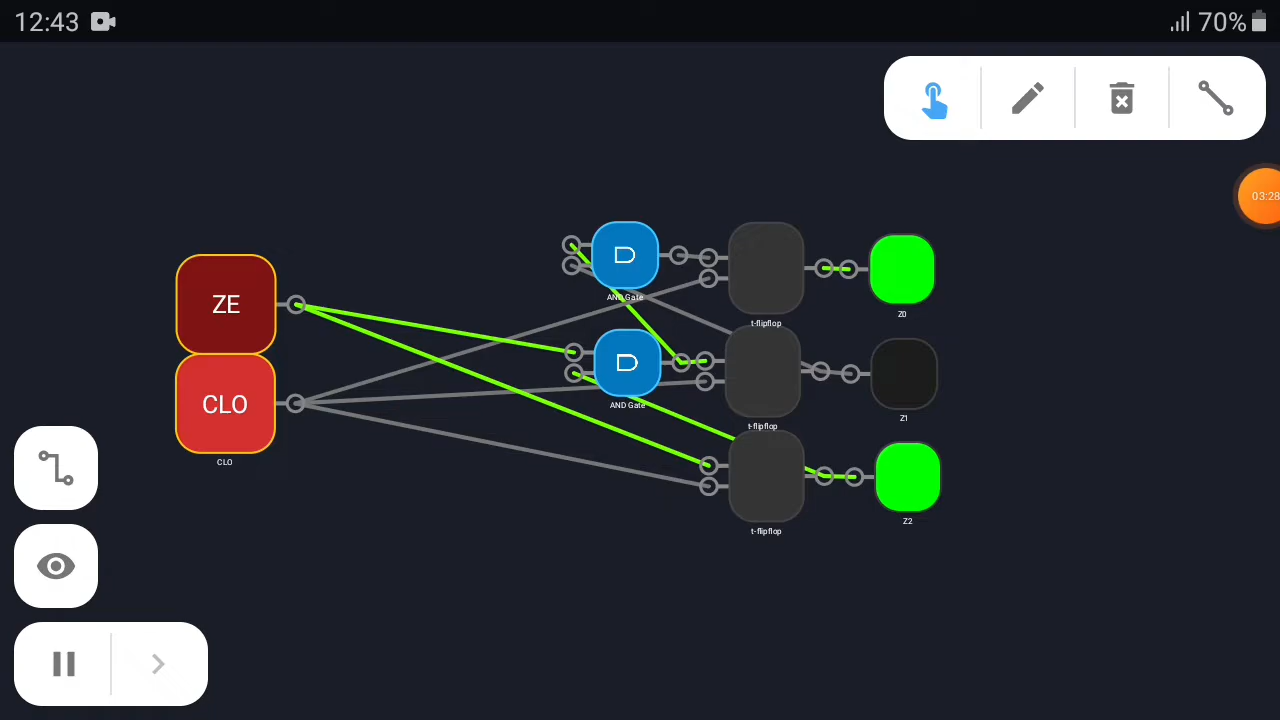 12:43
70%
03:28
ZE
CLO
CLO
AND Gate
AND Gate
t-flipflop
t-flipflop
t-flipflop
Z0
Z1
Z2